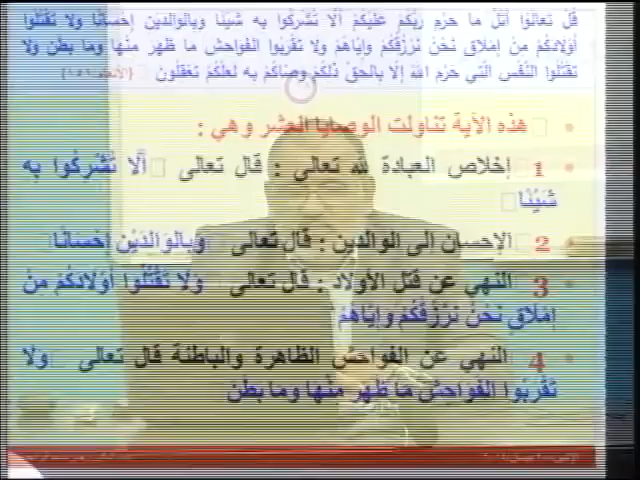 قُلْ تَعَالَوْا أَتْلُ مَا حَرَّمَ رَبُّكُمْ عَلَيْكُمْ أَلَّا تُشْرِكُوا بِهِ شَيْئًا وَبِالْوَالِدَيْنِ إِحْسَانًا وَلَا تَقْتُلُوا
أَوْلَادَكُمْ مِنْ إِمْلَاقٍ نَحْنُ نَرْزُقُكُمْ وَإِيَّاهُمْ وَلَا تَقْرَبُوا الْفَوَاحِشَ مَا ظَهَرَ مِنْهَا وَمَا بَطَنَ وَلَا
تَقْتُلُوا النَّفْسَ الَّتِي حَرَّمَ اللَّهُ إِلَّا بِالْحَقِّ ذَلِكُمْ وَصَّاكُمْ بِهِ لَعَلَّكُمْ تَعْقِلُونَ [الأنعام:١٥١]
هذه الآية تناولت الوصايا العشر وهي :
1 إخلاص العبادة لله تعالى : قال تعالى أَلَّا تُشْرِكُوا بِهِ
شَيْئًا
2 الإحسان إلى الوالدين : قال تعالى وَبِالْوَالِدَيْنِ إِحْسَانًا
3 النهي عن قتل الأولاد : قال تعالى وَلَا تَقْتُلُوا أَوْلَادَكُمْ مِنْ
إِمْلَاقٍ نَحْنُ نَرْزُقُكُمْ وَإِيَّاهُمْ
4 النهي عن الفواحش الظاهرة والباطنة قال تعالى وَلَا
تَقْرَبُوا الْفَوَاحِشَ مَا ظَهَرَ مِنْهَا وَمَا بَطَنَ